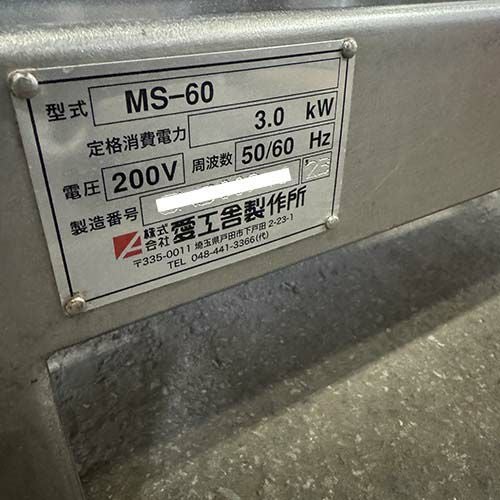 型式 MS-60
定格消費電力 3.0 kW
電圧 200V 周波数 50/60 Hz
製造番号 '23
株式会社 愛工舎製作所
〒335-0011 埼玉県戸田市下戸田 2-23-1
TEL 048-441-3366(代)